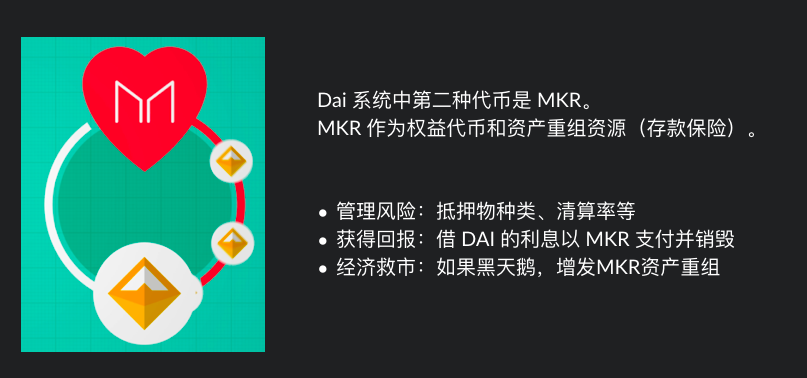 Dai 系统中第二种代币是 MKR。
MKR 作为权益代币和资产重组资源（存款保险）。
• 管理风险：抵押物种类、清算率等
• 获得回报：借 DAI 的利息以 MKR 支付并销毁
• 经济救市：如果黑天鹅，增发MKR资产重组